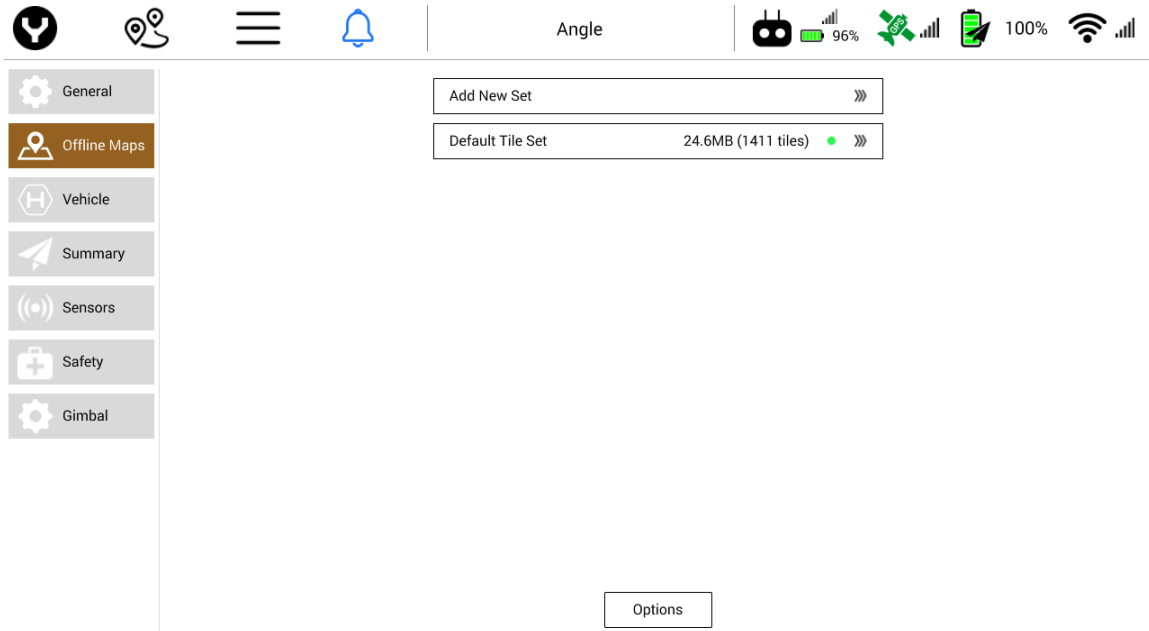 Angle
96%
GPS
100%
General
Offline Maps
Vehicle
Summary
Sensors
Safety
Gimbal
Add New Set
Default Tile Set 24.6MB (1411 tiles)
Options